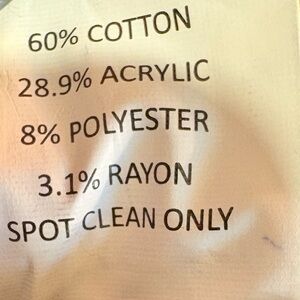 60% COTTON
28.9% ACRYLIC
8% POLYESTER
3.1% RAYON
SPOT CLEAN ONLY